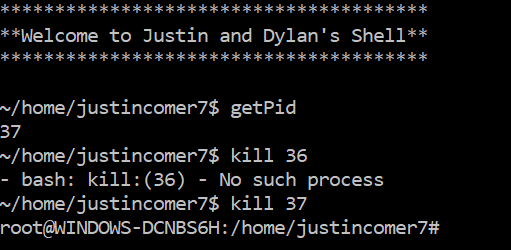 ****************************************
**Welcome to Justin and Dylan's Shell**
****************************************
~/home/justincomer7$ getPid
37
~/home/justincomer7$ kill 36
- bash: kill:(36) - No such process
~/home/justincomer7$ kill 37
root@WINDOWS-DCNBS6H:/home/justincomer7#